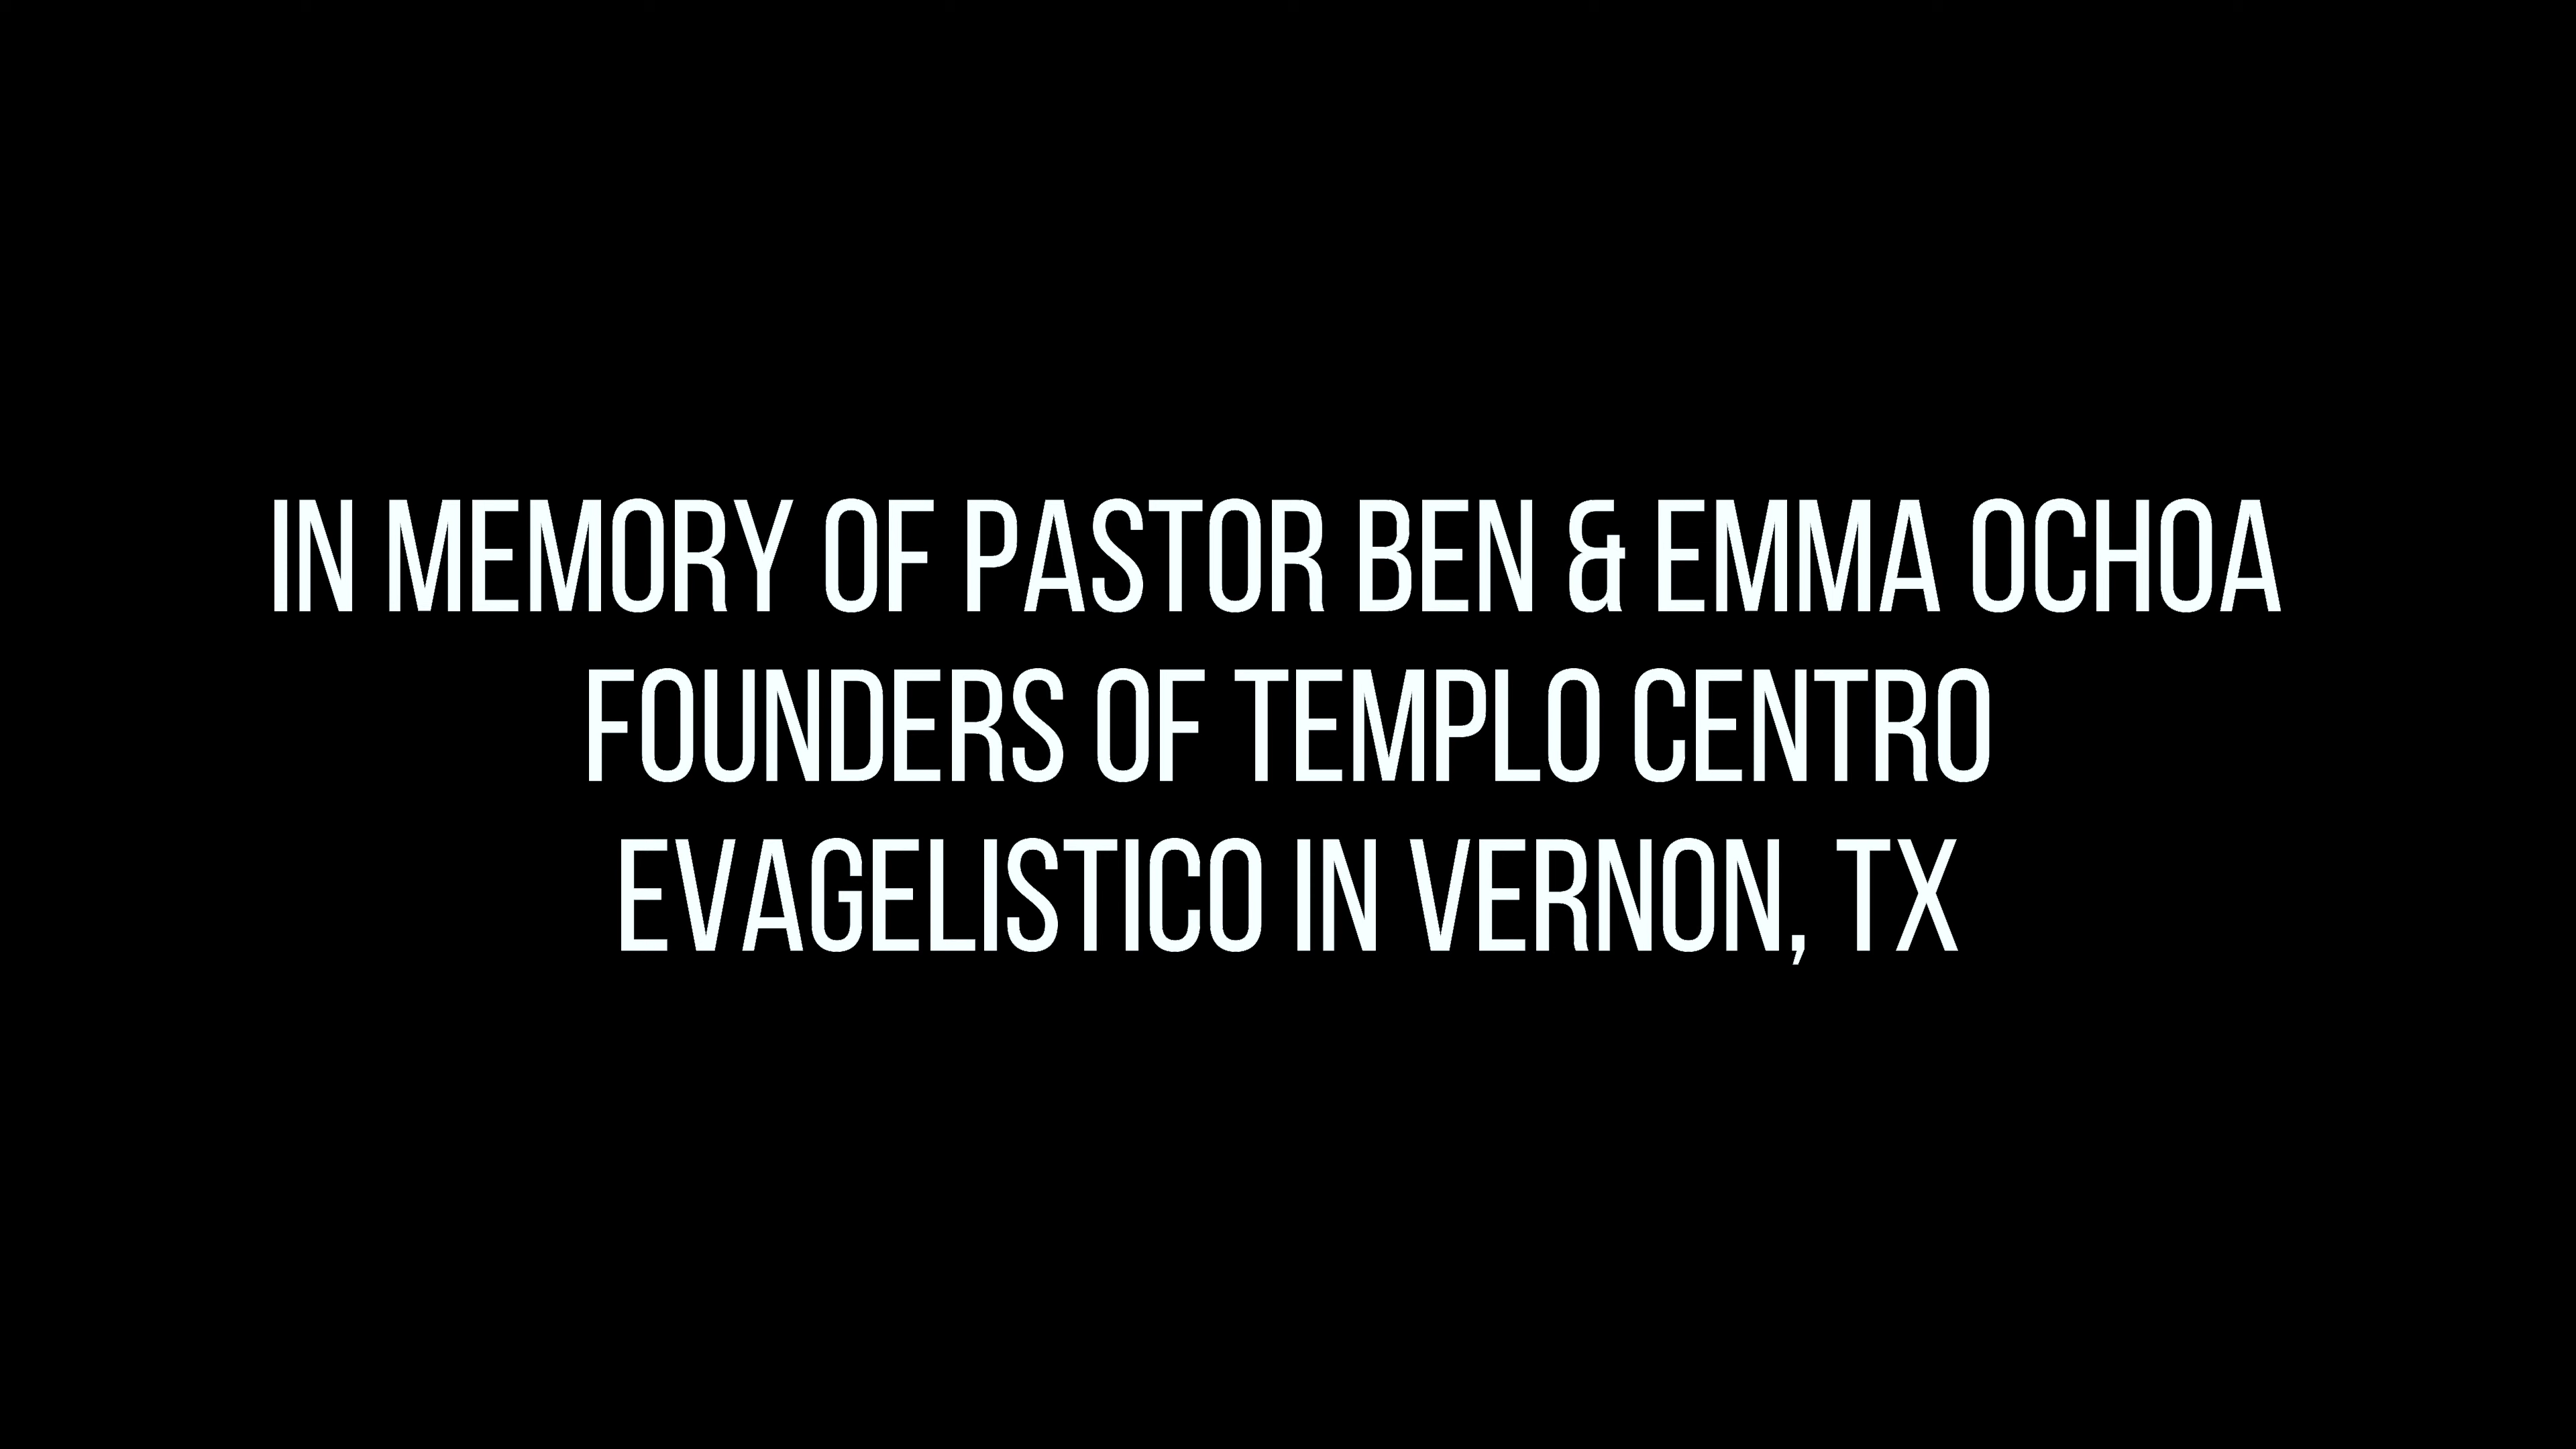 IN MEMORY OF PASTOR BEN & EMMA OCHOA
FOUNDERS OF TEMPLO CENTRO
EVAGELISTICO IN VERNON, TX